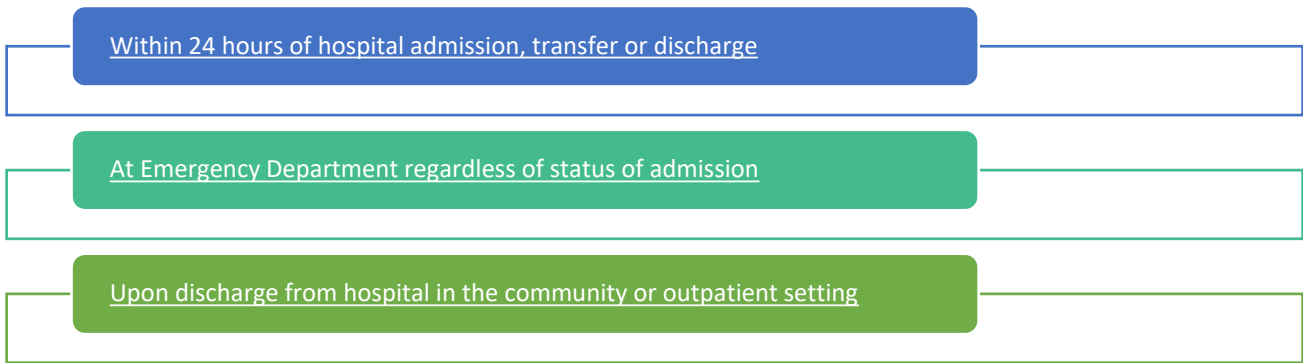 Within 24 hours of hospital admission, transfer or discharge
At Emergency Department regardless of status of admission
Upon discharge from hospital in the community or outpatient setting